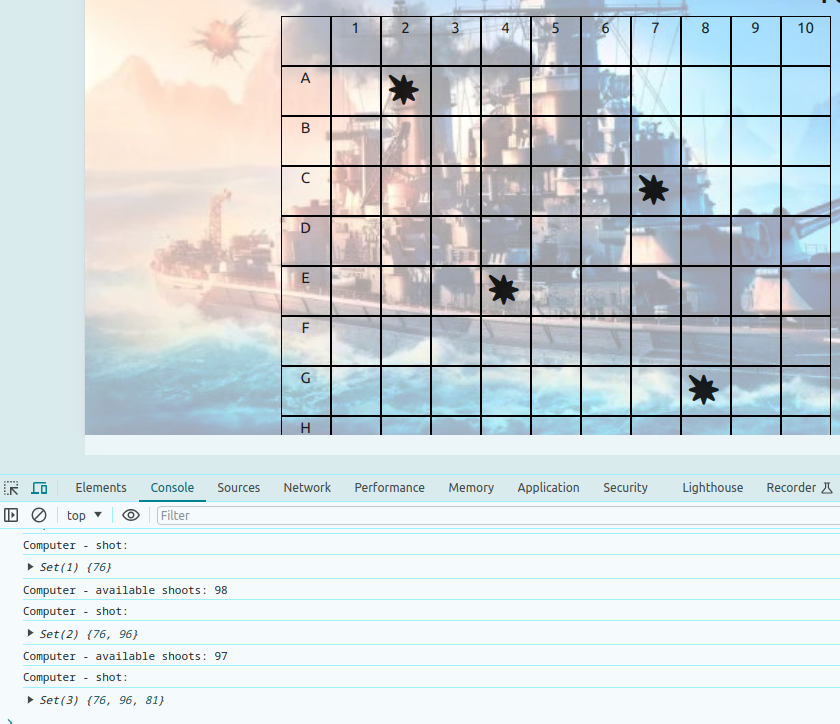 1 2 3 4 5 6 7 8 9 10
A
B
C
D
E
F
G
H
Elements Console Sources Network Performance Memory Application Security Lighthouse Recorder
top Filter
Computer - shot:
Set(1) {76}
Computer - available shoots: 98
Computer - shot:
Set(2) {76, 96}
Computer - available shoots: 97
Computer - shot:
Set(3) {76, 96, 81}